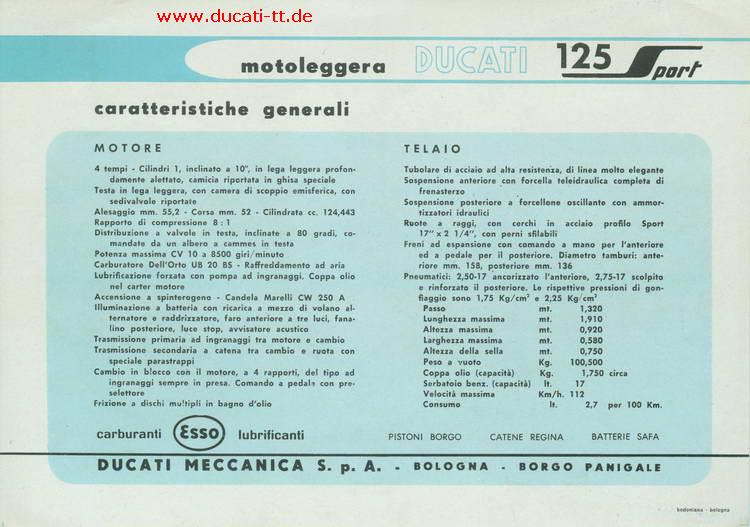 www.ducati-tt.de
motoleggera DUCATI 125 Sport
caratteristiche generali
MOTORE
4 tempi - Cilindri 1, inclinato a 10°, in lega leggera profon-
damente alettato, camicia riportata in ghisa speciale
Testa in lega leggera, con camera di scoppio emisferica, con
sedivalvole riportate
Alesaggio mm. 55,2 - Corsa mm. 52 - Cilindrata cc. 124,443
Rapporto di compressione 8 : 1
Distribuzione a valvole in testa, inclinate a 80 gradi, co-
mandate da un albero a cammes in testa
Potenza massima CV 10 a 8500 giri/minuto
Carburatore Dell'Orto UB 20 BS - Raffreddamento ad aria
Lubrificazione forzata con pompa ad ingranaggi. Coppa olio
nel carter motore
Accensione a spinterogeno - Candela Marelli CW 250 A
Illuminazione a batteria con ricarica a mezzo di volano al-
ternatore e raddrizzatore, faro anteriore a tre luci, fana-
lino posteriore, luce stop, avvisatore acustico
Trasmissione primaria ad ingranaggi tra motore e cambio
Trasmissione secondaria a catena tra cambio e ruota con
speciale parastrappi
Cambio in blocco con il motore, a 4 rapporti, del tipo ad
ingranaggi sempre in presa. Comando a pedale con pre-
selettore
Frizione a dischi multipli in bagno d'olio
TELAIO
Tubolare di acciaio ad alta resistenza, di linea molto elegante
Sospensione anteriore con forcella teleidraulica completa di
frenasterzo
Sospensione posteriore a forcellone oscillante con ammor-
tizzatori idraulici
Ruote a raggi, con cerchi in acciaio profilo Sport
17" x 2 1/4", con perni sfilabili
Freni ad espansione con comando a mano per l'anteriore
ed a pedale per il posteriore. Diametro tamburi: ante-
riore mm. 158, posteriore mm. 136
Pneumatici: 2,50-17 ancorizzato l'anteriore, 2,75-17 scolpito
e rinforzato il posteriore. Le rispettive pressioni di gon-
fiaggio sono 1,75 Kg/cm² e 2,25 Kg/cm²
Passo mt. 1,320
Lunghezza massima mt. 1,910
Altezza massima mt. 0,920
Larghezza massima mt. 0,580
Altezza della sella mt. 0,750
Peso a vuoto Kg. 100,500
Coppa olio (capacità) Kg. 1,750 circa
Serbatoio benz. (capacità) lt. 17
Velocità massima Km/h. 112
Consumo lt. 2,7 per 100 Km.
carburanti Esso lubrificanti
PISTONI BORGO CATENE REGINA BATTERIE SAFA
DUCATI MECCANICA S. p. A. - BOLOGNA - BORGO PANIGALE
bodoniana - bologna